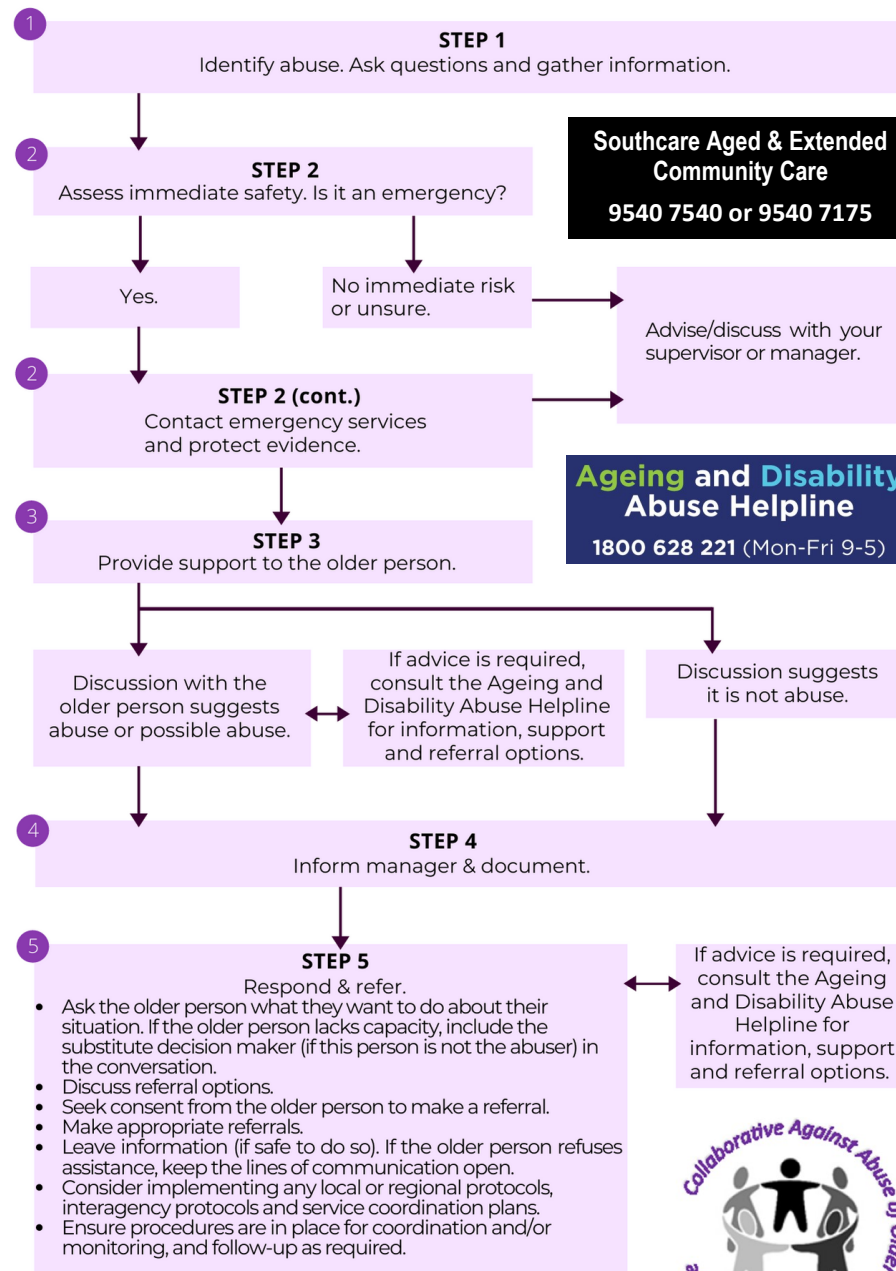 1
STEP 1
Identify abuse. Ask questions and gather information.
2
STEP 2
Assess immediate safety. Is it an emergency?
Southcare Aged & Extended
Community Care
9540 7540 or 9540 7175
Yes.
No immediate risk
or unsure.
Advise/discuss with your
supervisor or manager.
2
STEP 2 (cont.)
Contact emergency services
and protect evidence.
Ageing and Disability
Abuse Helpline
1800 628 221 (Mon-Fri 9-5)
3
STEP 3
Provide support to the older person.
Discussion with the
older person suggests
abuse or possible abuse.
If advice is required,
consult the Ageing and
Disability Abuse Helpline
for information, support
and referral options.
Discussion suggests
it is not abuse.
4
STEP 4
Inform manager & document.
5
STEP 5
Respond & refer.
• Ask the older person what they want to do about their
situation. If the older person lacks capacity, include the
substitute decision maker (if this person is not the abuser) in
the conversation.
• Discuss referral options.
• Seek consent from the older person to make a referral.
• Make appropriate referrals.
• Leave information (if safe to do so). If the older person refuses
assistance, keep the lines of communication open.
• Consider implementing any local or regional protocols,
interagency protocols and service coordination plans.
• Ensure procedures are in place for coordination and/or
monitoring, and follow-up as required.
If advice is required,
consult the Ageing
and Disability Abuse
Helpline for
information, support
and referral options.
Collaborative Against Abuse of